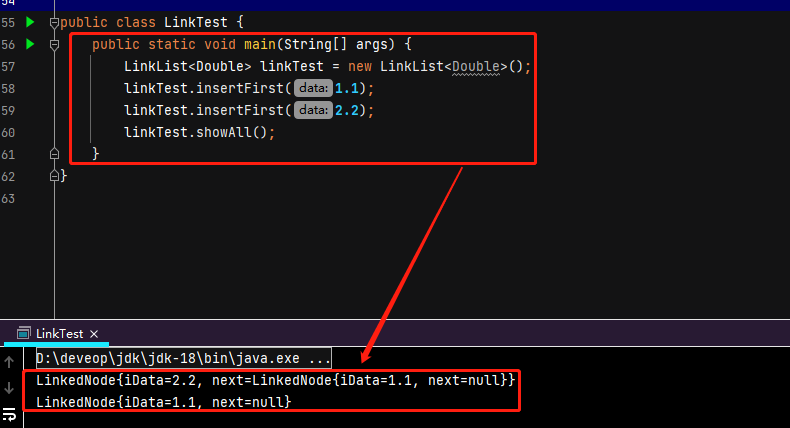 54
55 public class LinkTest {
56 public static void main(String[] args) {
57 LinkList<Double> linkTest = new LinkList<Double>();
58 linkTest.insertFirst( data: 1.1);
59 linkTest.insertFirst( data: 2.2);
60 linkTest.showAll();
61 }
62 }
63
LinkTest ×
D:\deveop\jdk\jdk-18\bin\java.exe ...
LinkedNode{iData=2.2, next=LinkedNode{iData=1.1, next=null}}
LinkedNode{iData=1.1, next=null}